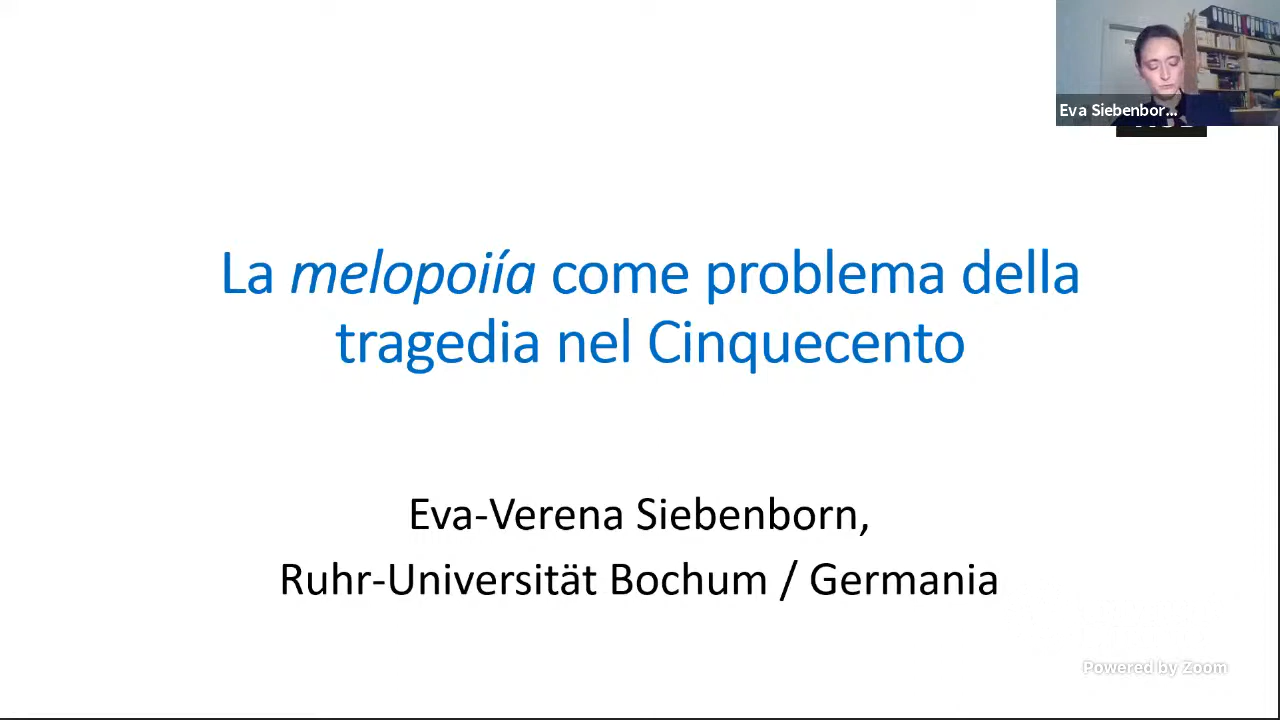 Eva Siebenbor...
La melopoiía come problema della
tragedia nel Cinquecento
Eva-Verena Siebenborn,
Ruhr-Universität Bochum / Germania
Powered by Zoom